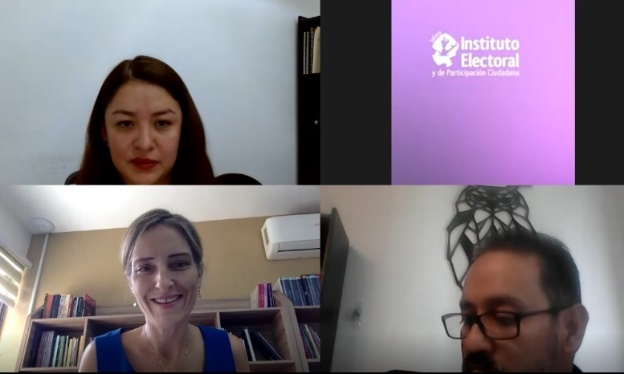 Instituto
Electoral
y de Participación Ciudadana